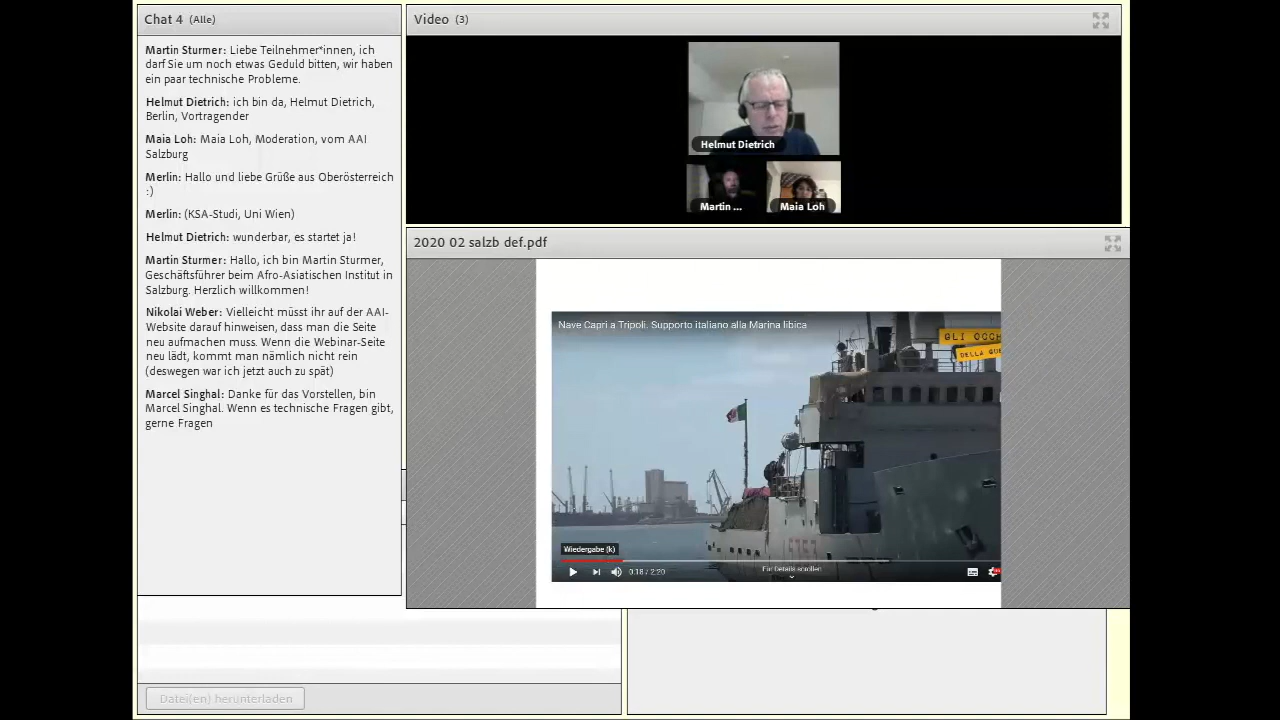 Chat 4 (Alle)
Martin Sturmer: Liebe Teilnehmer*innen, ich
darf Sie um noch etwas Geduld bitten, wir haben
ein paar technische Probleme.
Helmut Dietrich: ich bin da, Helmut Dietrich,
Berlin, Vortragender
Maia Loh: Maia Loh, Moderation, vom AAI
Salzburg
Merlin: Hallo und liebe Grüße aus Oberösterreich
:)
Merlin: (KSA-Studi, Uni Wien)
Helmut Dietrich: wunderbar, es startet ja!
Martin Sturmer: Hallo, ich bin Martin Sturmer,
Geschäftsführer beim Afro-Asiatischen Institut in
Salzburg. Herzlich willkommen!
Nikolai Weber: Vielleicht müsst ihr auf der AAI-
Website darauf hinweisen, dass man die Seite
neu aufmachen muss. Wenn die Webinar-Seite
neu lädt, kommt man nämlich nicht rein
(deswegen war ich jetzt auch zu spät)
Marcel Singhal: Danke für das Vorstellen, bin
Marcel Singhal. Wenn es technische Fragen gibt,
gerne Fragen
Datei(en) herunterladen
Video (3)
Helmut Dietrich
Martin ...
Maia Loh
2020 02 salzb def.pdf
Nave Capri a Tripoli. Supporto italiano alla Marina libica
GLI OCCH
DELLA GUE
Wiedergabe (k)
0:18 / 2:20
Für Details scrollen